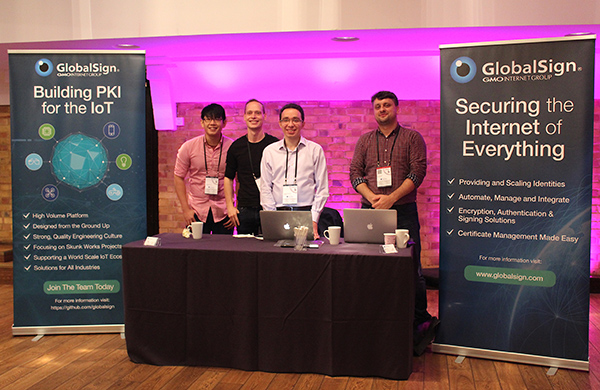 GlobalSign®
GMO INTERNET GROUP
Building PKI
for the IoT
✓ High Volume Platform
✓ Designed from the Ground Up
✓ Strong, Quality Engineering Culture
✓ Focusing on Skunk Works Projects
✓ Supporting a World Scale IoT Ecos
✓ Solutions for All Industries
Join The Team Today
For more information visit:
https://github.com/globalsign
GlobalSign®
GMO INTERNET GROUP
Securing the
Internet of
Everything
✓ Providing and Scaling Identities
✓ Automate, Manage and Integrate
✓ Encryption, Authentication &
Signing Solutions
✓ Certificate Management Made Easy
For more information visit:
www.globalsign.com